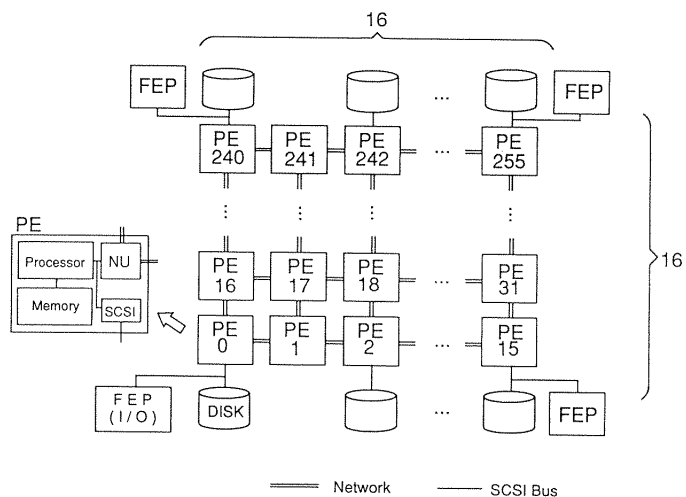 16
FEP
...
FEP
PE
240
PE
241
PE
242
...
PE
255
16
PE
Processor
NU
Memory
SCSI
PE
16
PE
17
PE
18
...
PE
31
PE
0
PE
1
PE
2
...
PE
15
FEP
(I/O)
DISK
...
FEP
Network
SCSI Bus